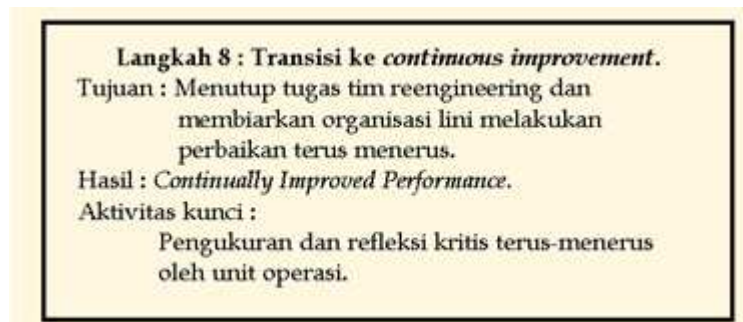 Langkah 8 : Transisi ke continuous improvement.
Tujuan : Menutup tugas tim reengineering dan
membiarkan organisasi lini melakukan
perbaikan terus menerus.
Hasil : Continually Improved Performance.
Aktivitas kunci :
Pengukuran dan refleksi kritis terus-menerus
oleh unit operasi.